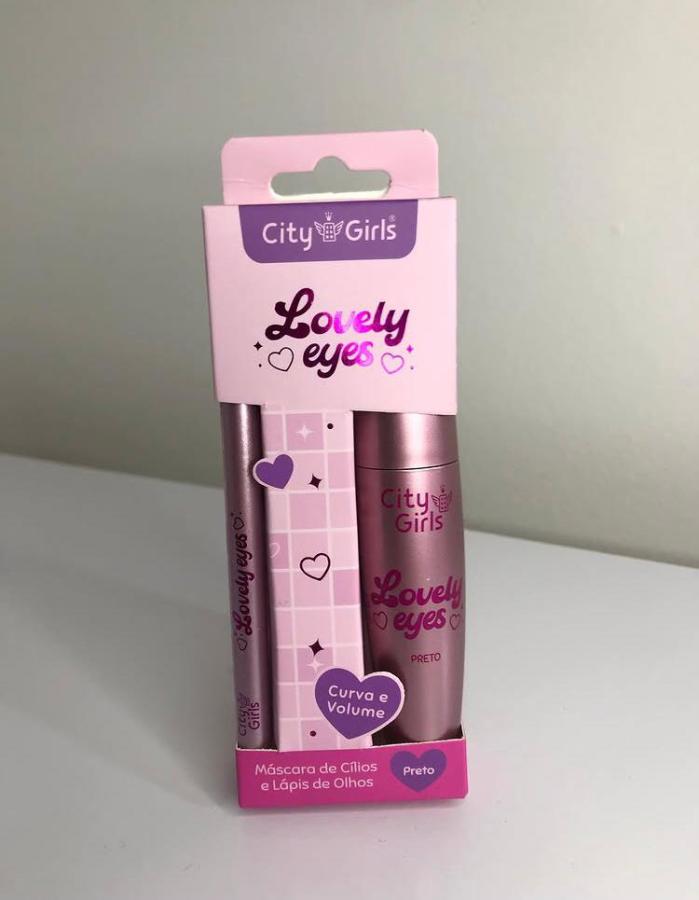 City Girls®
Lovely
eyes
City
Girls
Lovely
eyes
PRETO
Lovely eyes
City
Girls
Curva e
Volume
Máscara de Cílios
e Lápis de Olhos
Preto